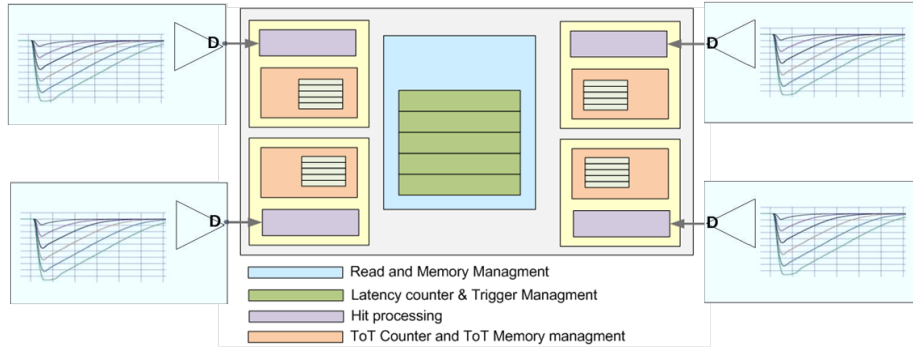 D
D
D
D
Read and Memory Managment
Latency counter & Trigger Managment
Hit processing
ToT Counter and ToT Memory managment